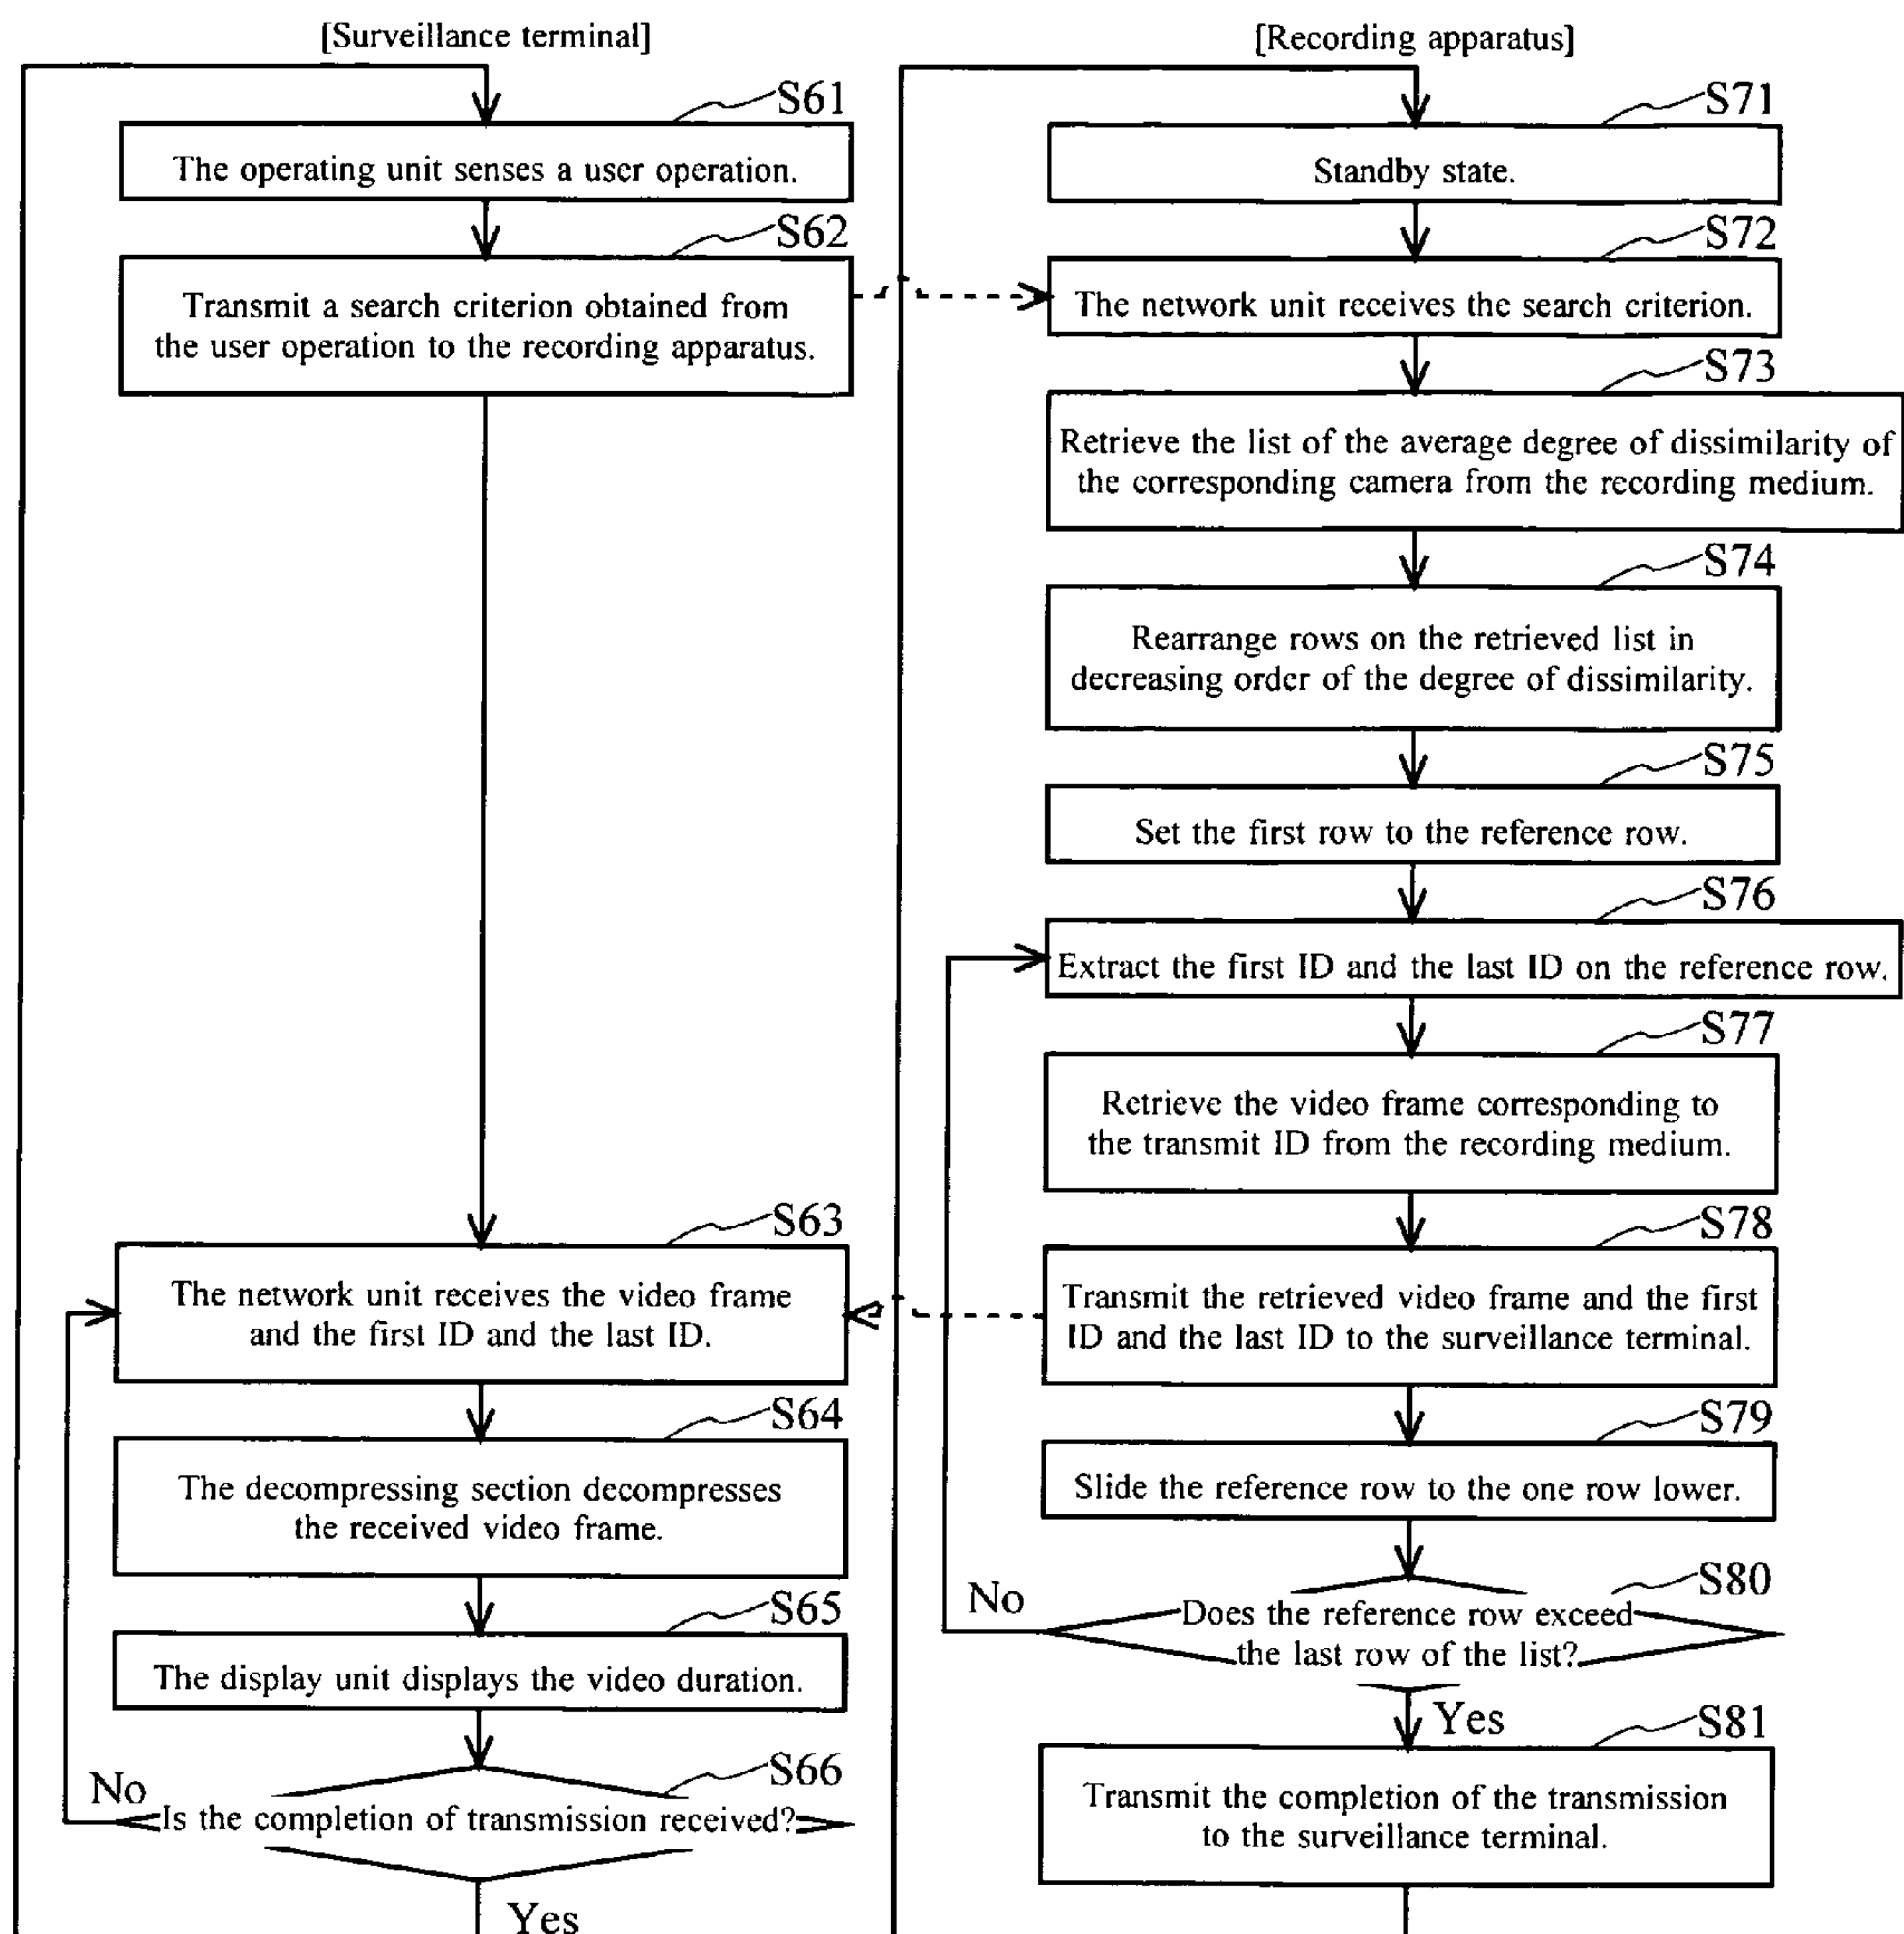 [Surveillance terminal]
S61
The operating unit senses a user operation.
S62
Transmit a search criterion obtained from
the user operation to the recording apparatus.
S63
The network unit receives the video frame
and the first ID and the last ID.
S64
The decompressing section decompresses
the received video frame.
S65
The display unit displays the video duration.
S66
No
Is the completion of transmission received?
Yes
[Recording apparatus]
S71
Standby state.
S72
The network unit receives the search criterion.
S73
Retrieve the list of the average degree of dissimilarity of
the corresponding camera from the recording medium.
S74
Rearrange rows on the retrieved list in
decreasing order of the degree of dissimilarity.
S75
Set the first row to the reference row.
S76
Extract the first ID and the last ID on the reference row.
S77
Retrieve the video frame corresponding to
the transmit ID from the recording medium.
S78
Transmit the retrieved video frame and the first
ID and the last ID to the surveillance terminal.
S79
Slide the reference row to the one row lower.
S80
No
Does the reference row exceed
the last row of the list?
Yes
S81
Transmit the completion of the transmission
to the surveillance terminal.